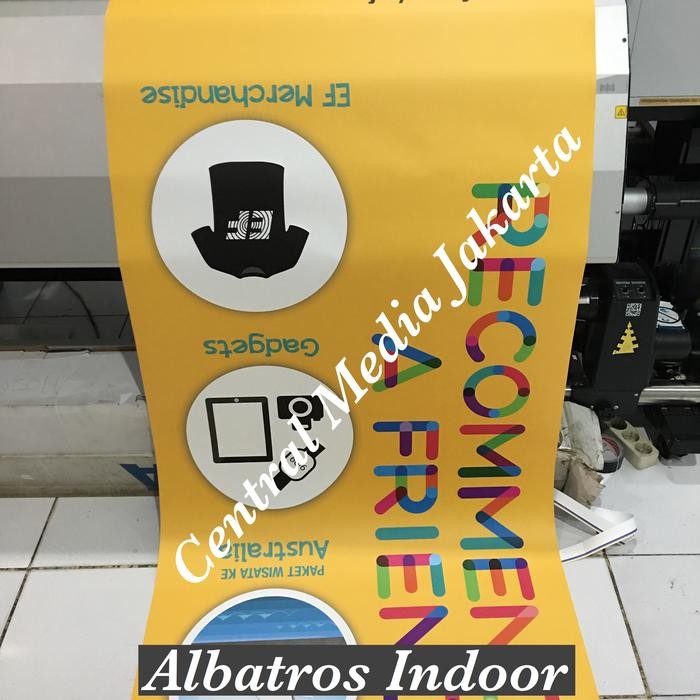 EF Merchandise
Gadgets
PAKET WISATA KE
Australia
RECOMMEN
A FRIEN
Central Media Jakarta
Albatros Indoor